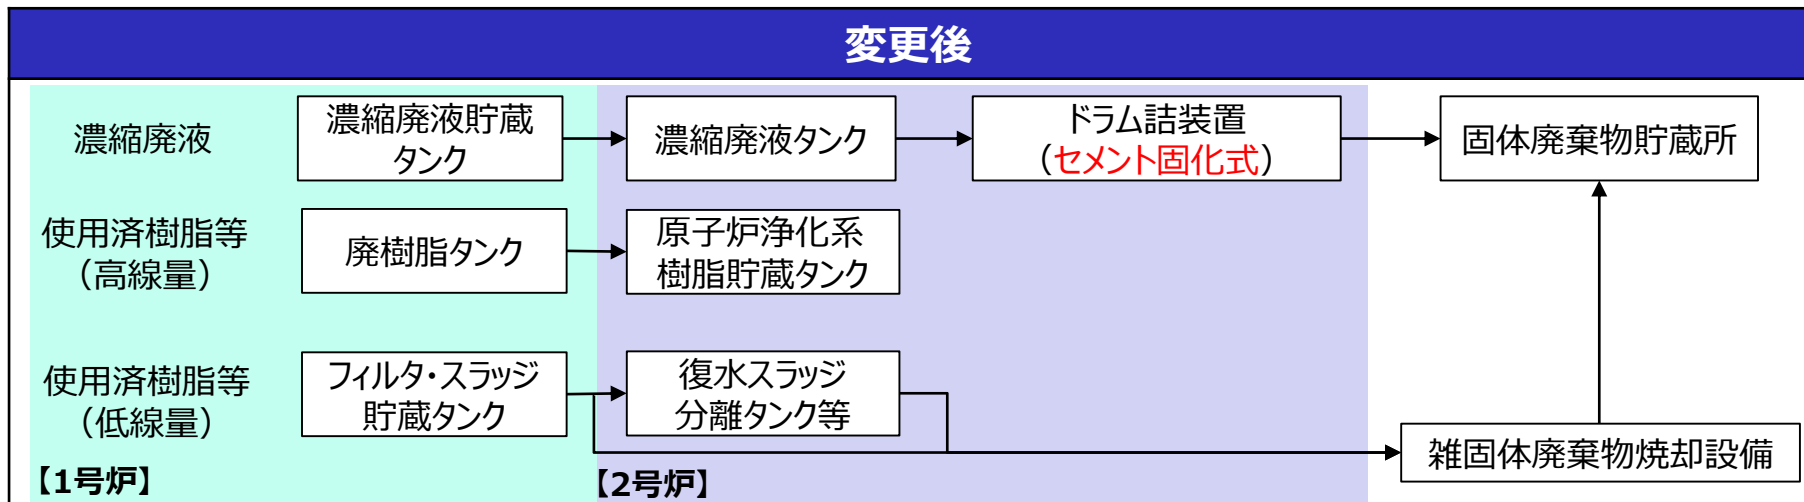 変更後
濃縮廃液
濃縮廃液貯蔵
タンク
濃縮廃液タンク
ドラム詰装置
（セメント固化式）
固体廃棄物貯蔵所
使用済樹脂等
（高線量）
廃樹脂タンク
原子炉浄化系
樹脂貯蔵タンク
使用済樹脂等
（低線量）
フィルタ・スラッジ
貯蔵タンク
復水スラッジ
分離タンク等
雑固体廃棄物焼却設備
【1号炉】
【2号炉】